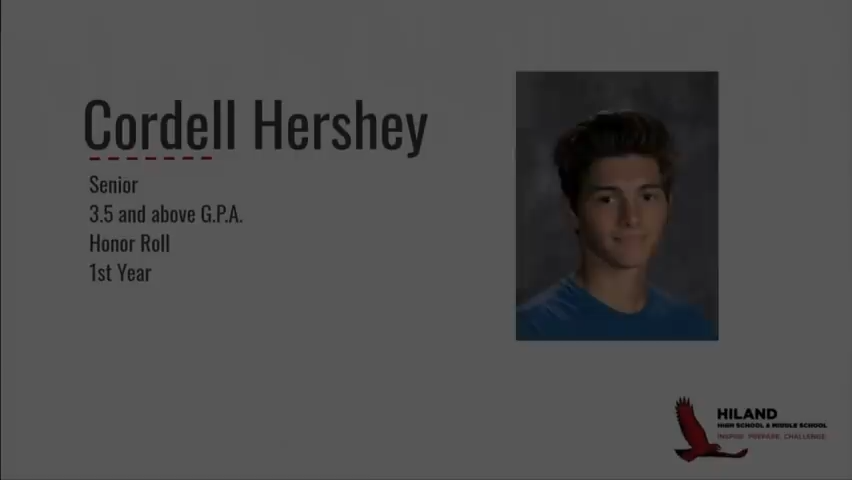 Cordell Hershey
Senior
3.5 and above G.P.A.
Honor Roll
1st Year
HILAND
HIGH SCHOOL & MIDDLE SCHOOL
INSPIRE. PREPARE. CHALLENGE.